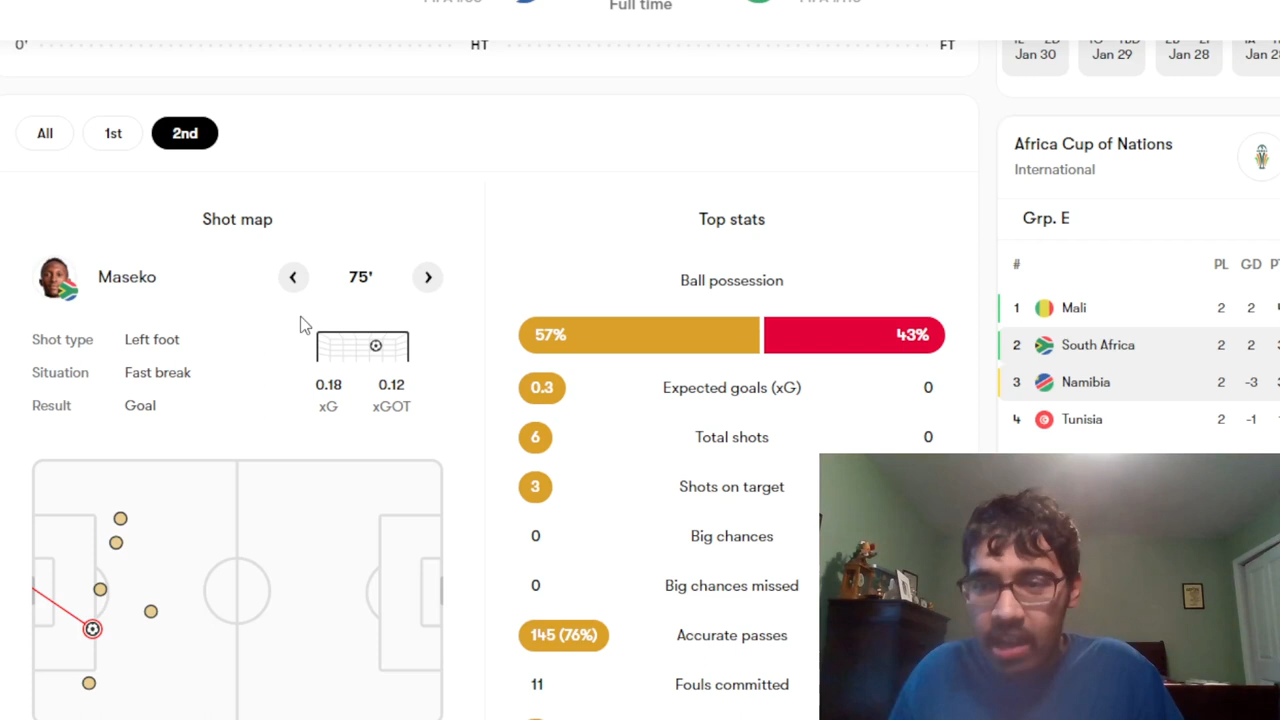 Full time
0'
HT
FT
Jan 30
Jan 29
Jan 28
Jan
All
1st
2nd
Africa Cup of Nations
International
Grp. E
# PL GD
1 Mali 2 2
2 South Africa 2 2
3 Namibia 2 -3
4 Tunisia 2 -1
Shot map
Maseko
75'
Shot type Left foot
Situation Fast break
Result Goal
0.18 0.12
xG xGOT
Top stats
Ball possession
57% 43%
0.3 Expected goals (xG) 0
6 Total shots 0
3 Shots on target
0 Big chances
0 Big chances missed
145 (76%) Accurate passes
11 Fouls committed